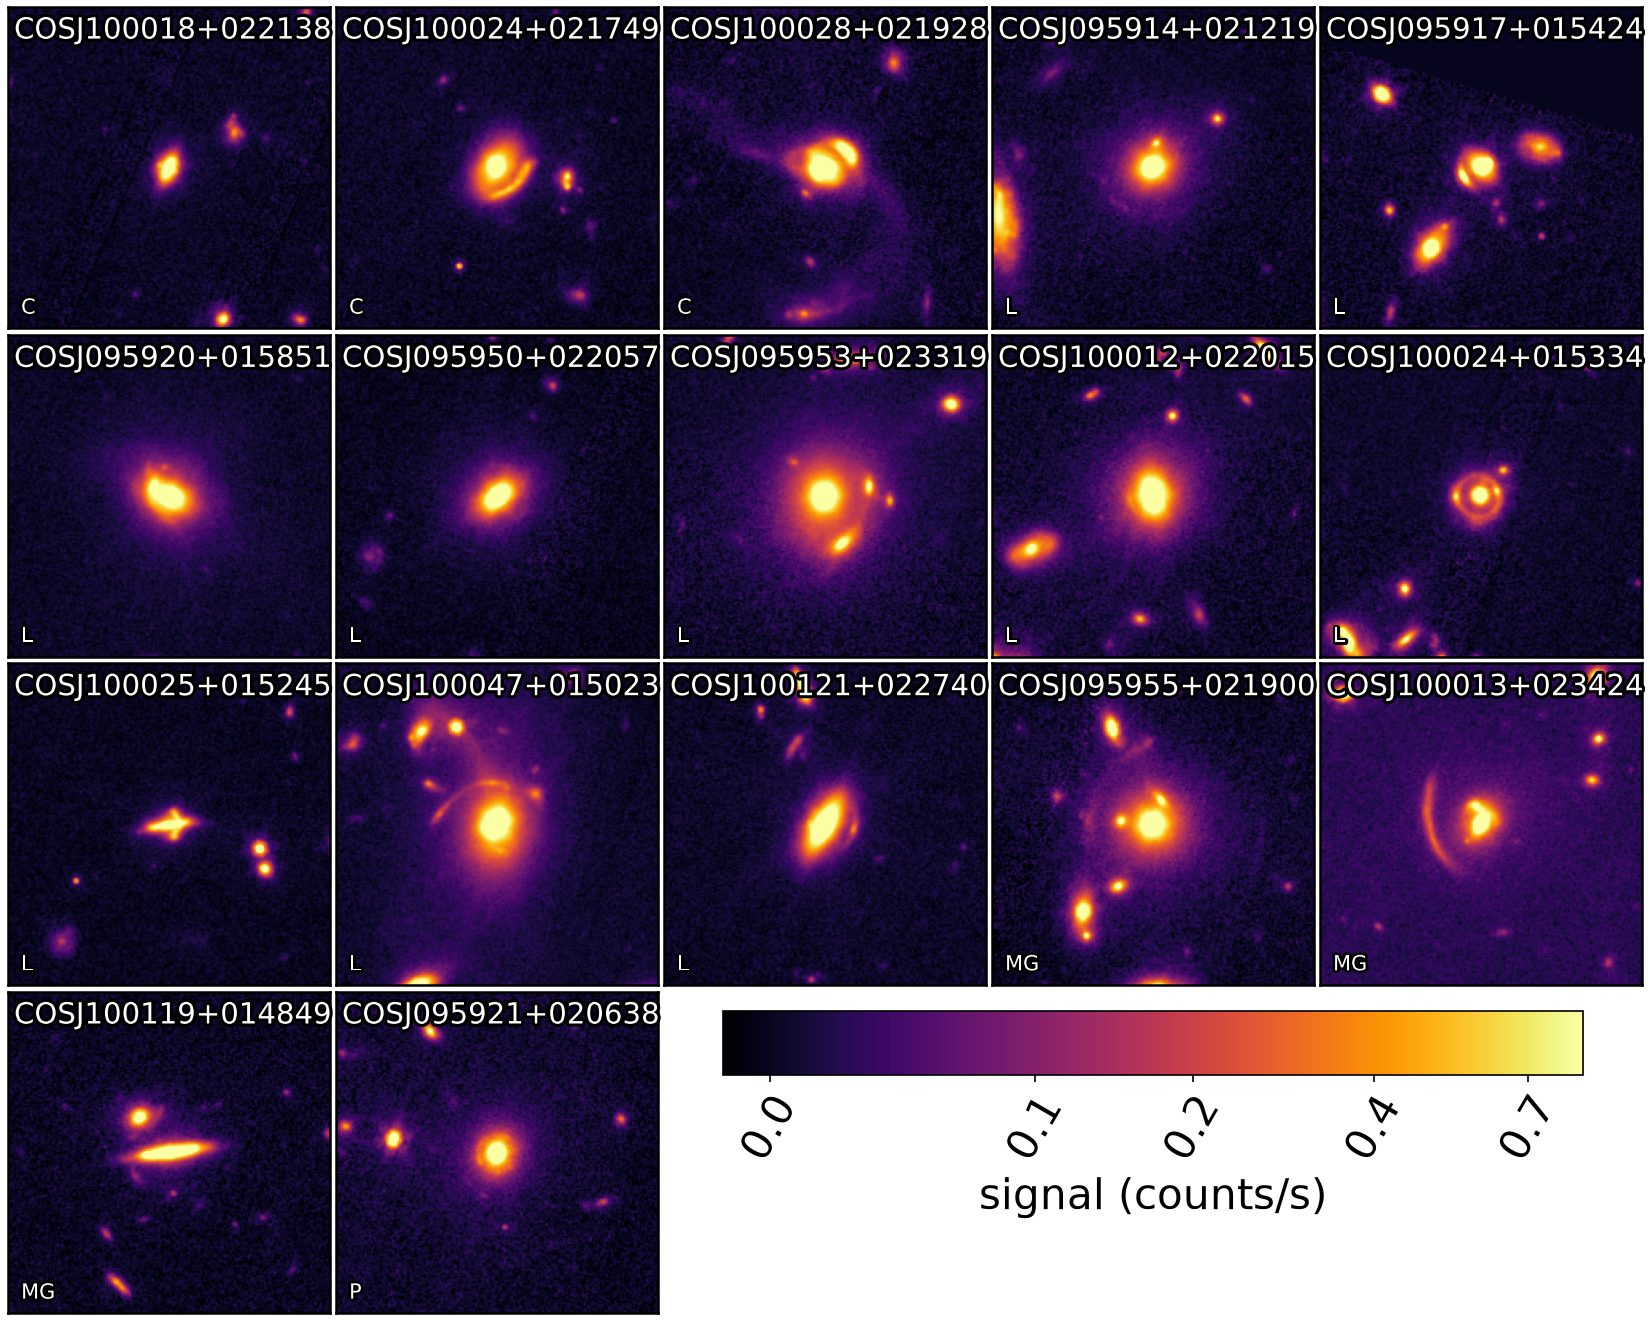 COSJ100018+022138
COSJ100024+021749
COSJ100028+021928
COSJ095914+021219
COSJ095917+015424
C
C
C
L
L
COSJ095920+015851
COSJ095950+022057
COSJ095953+023319
COSJ100012+022015
COSJ100024+015334
L
L
L
L
L
COSJ100025+015245
COSJ100047+015023
COSJ100121+022740
COSJ095955+021900
COSJ100013+023424
L
L
L
MG
MG
COSJ100119+014849
COSJ095921+020638
MG
P
0.0
0.1
0.2
0.4
0.7
signal (counts/s)